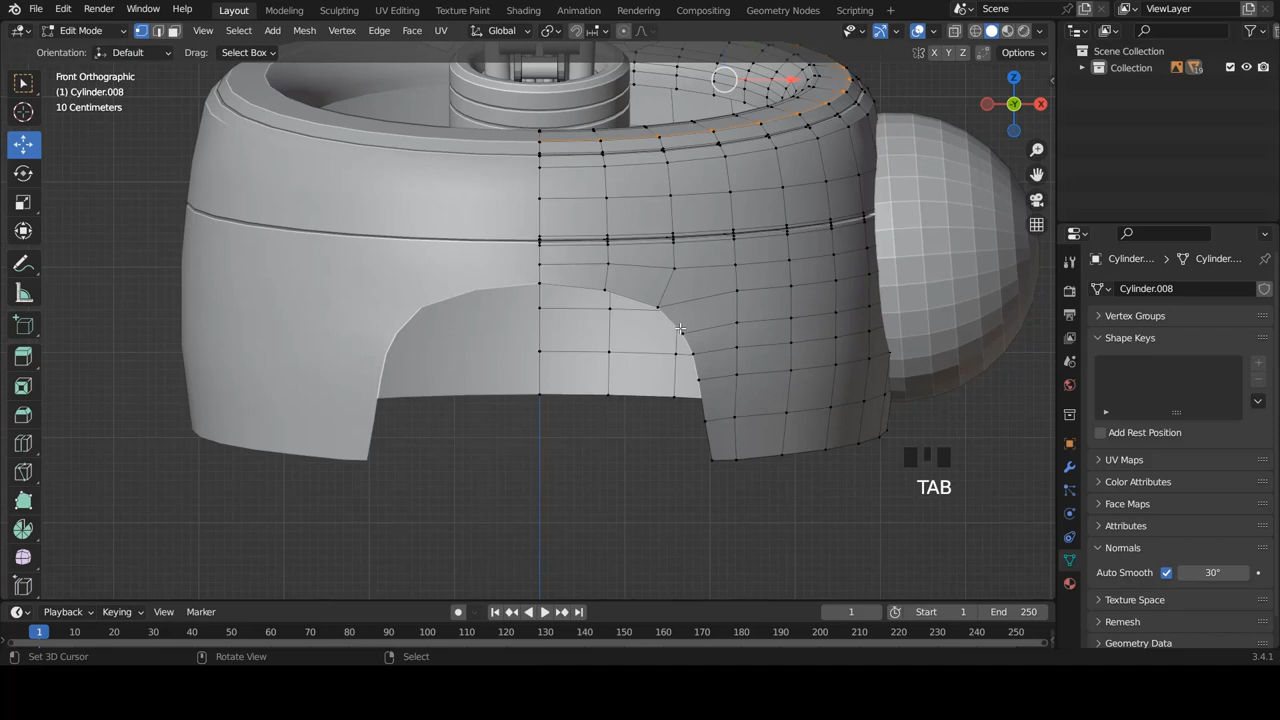 File Edit Render Window Help Layout Modeling Sculpting UV Editing Texture Paint Shading Animation Rendering Compositing Geometry Nodes Scripting Scene ViewLayer
Edit Mode View Select Add Mesh Vertex Edge Face UV Global
Orientation: Default Drag: Select Box X Y Z Options
Front Orthographic
(1) Cylinder.008
10 Centimeters
Z
Y
X
TAB
Scene Collection
Collection 19
Cylinder.... Cylinder....
Cylinder.008
Vertex Groups
Shape Keys
Add Rest Position
UV Maps
Color Attributes
Face Maps
Attributes
Normals
Auto Smooth 30°
Texture Space
Remesh
Geometry Data
Playback Keying View Marker 1 Start 1 End 250
1 10 20 30 40 50 60 70 80 90 100 110 120 130 140 150 160 170 180 190 200 210 220 230 240 250
Set 3D Cursor Rotate View Select 3.4.1